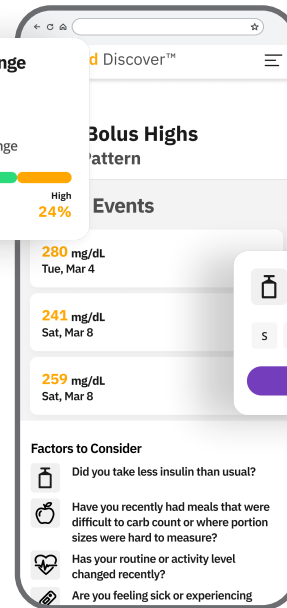 nge
nge
High
24%
d Discover™
Bolus Highs
Pattern
Events
280 mg/dL
Tue, Mar 4
241 mg/dL
Sat, Mar 8
259 mg/dL
Sat, Mar 8
S
Factors to Consider
Did you take less insulin than usual?
Have you recently had meals that were
difficult to carb count or where portion
sizes were hard to measure?
Has your routine or activity level
changed recently?
Are you feeling sick or experiencing